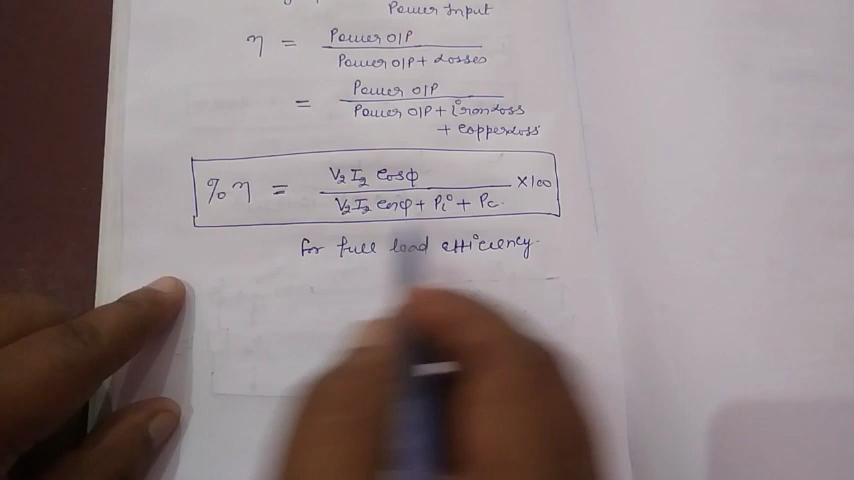 Power Input
η = Power O/P
Power O/P + Losses
= Power O/P
Power O/P + iron loss
+ copper loss
% η = V₂ I₂ cosφ
V₂ I₂ cosφ + Pi + Pc × 100
for full load efficiency.